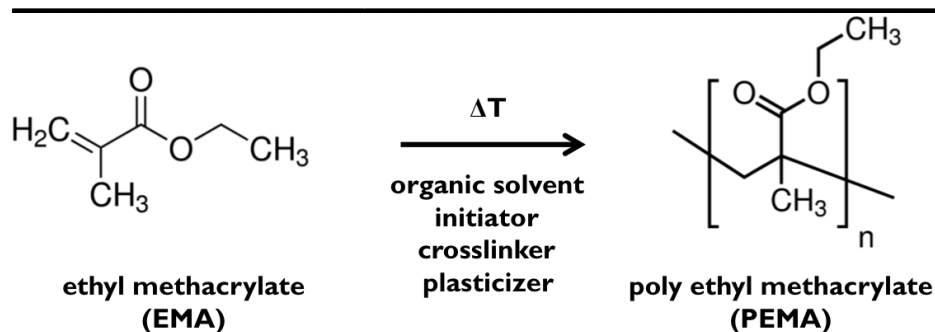 O
H₂C
O
CH₃
CH₃
ethyl methacrylate
(EMA)
ΔT
organic solvent
initiator
crosslinker
plasticizer
CH₃
O
O
CH₃
n
poly ethyl methacrylate
(PEMA)